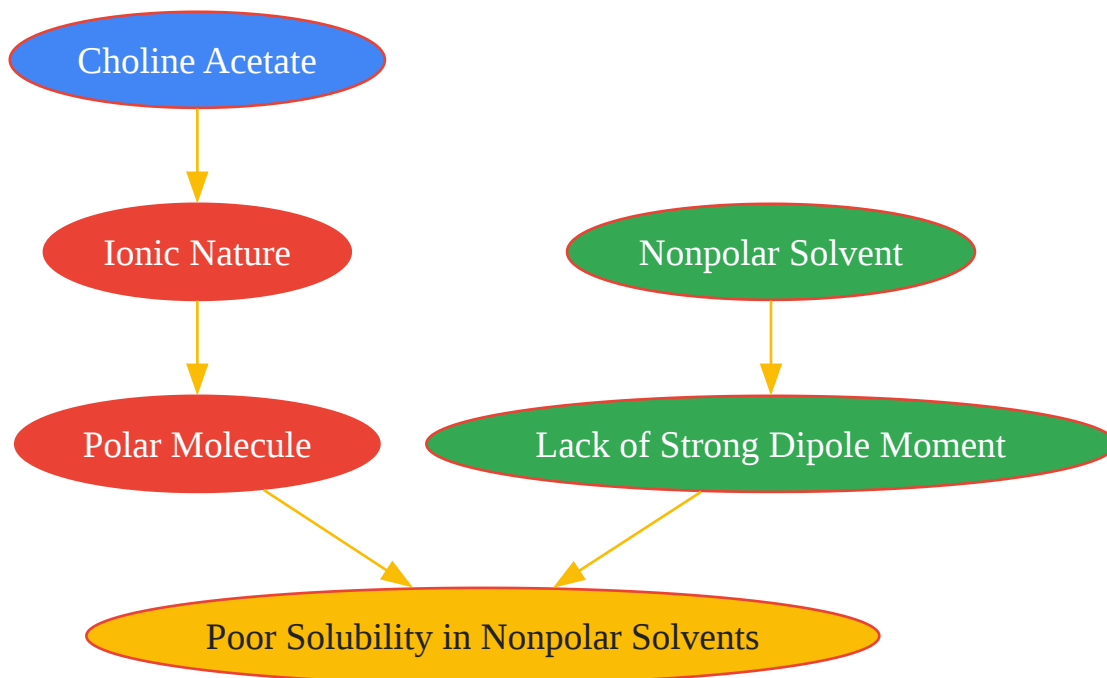 Choline Acetate
Ionic Nature
Nonpolar Solvent
Polar Molecule
Lack of Strong Dipole Moment
Poor Solubility in Nonpolar Solvents